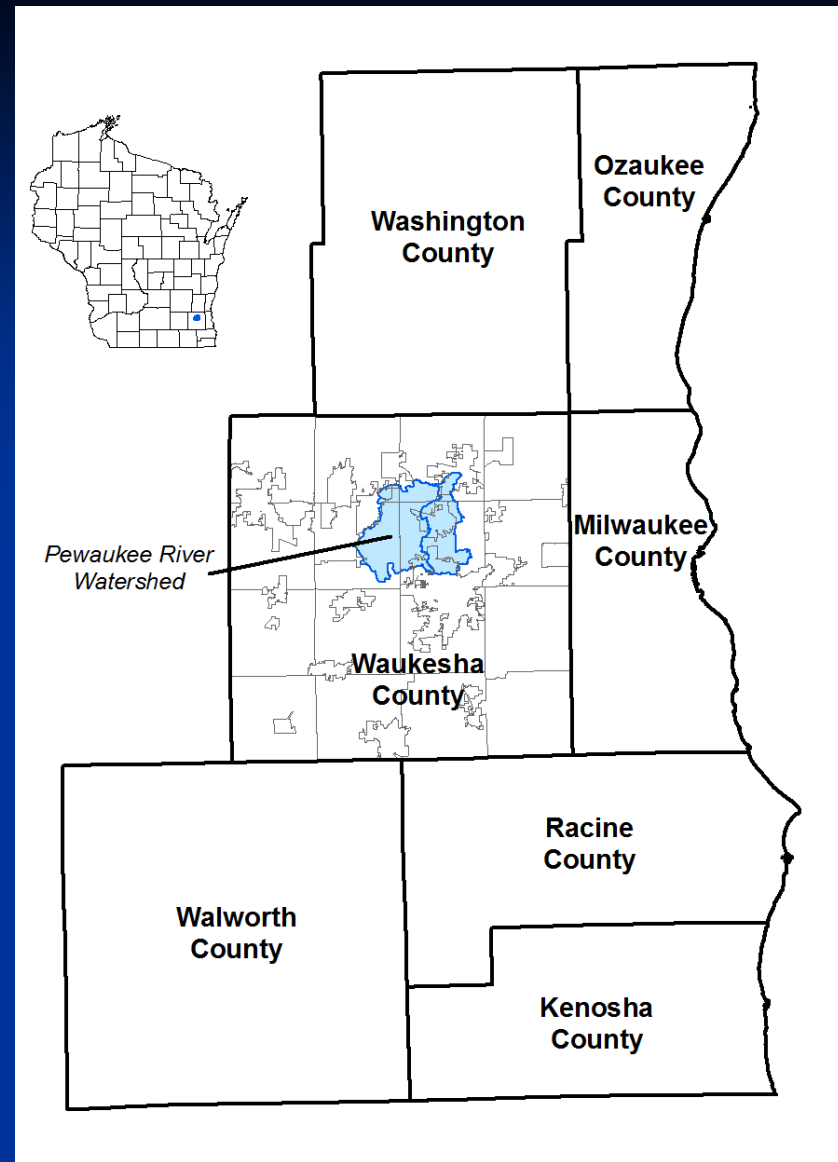 Ozaukee
County
Washington
County
Milwaukee
County
Pewaukee River
Watershed
Waukesha
County
Racine
County
Walworth
County
Kenosha
County